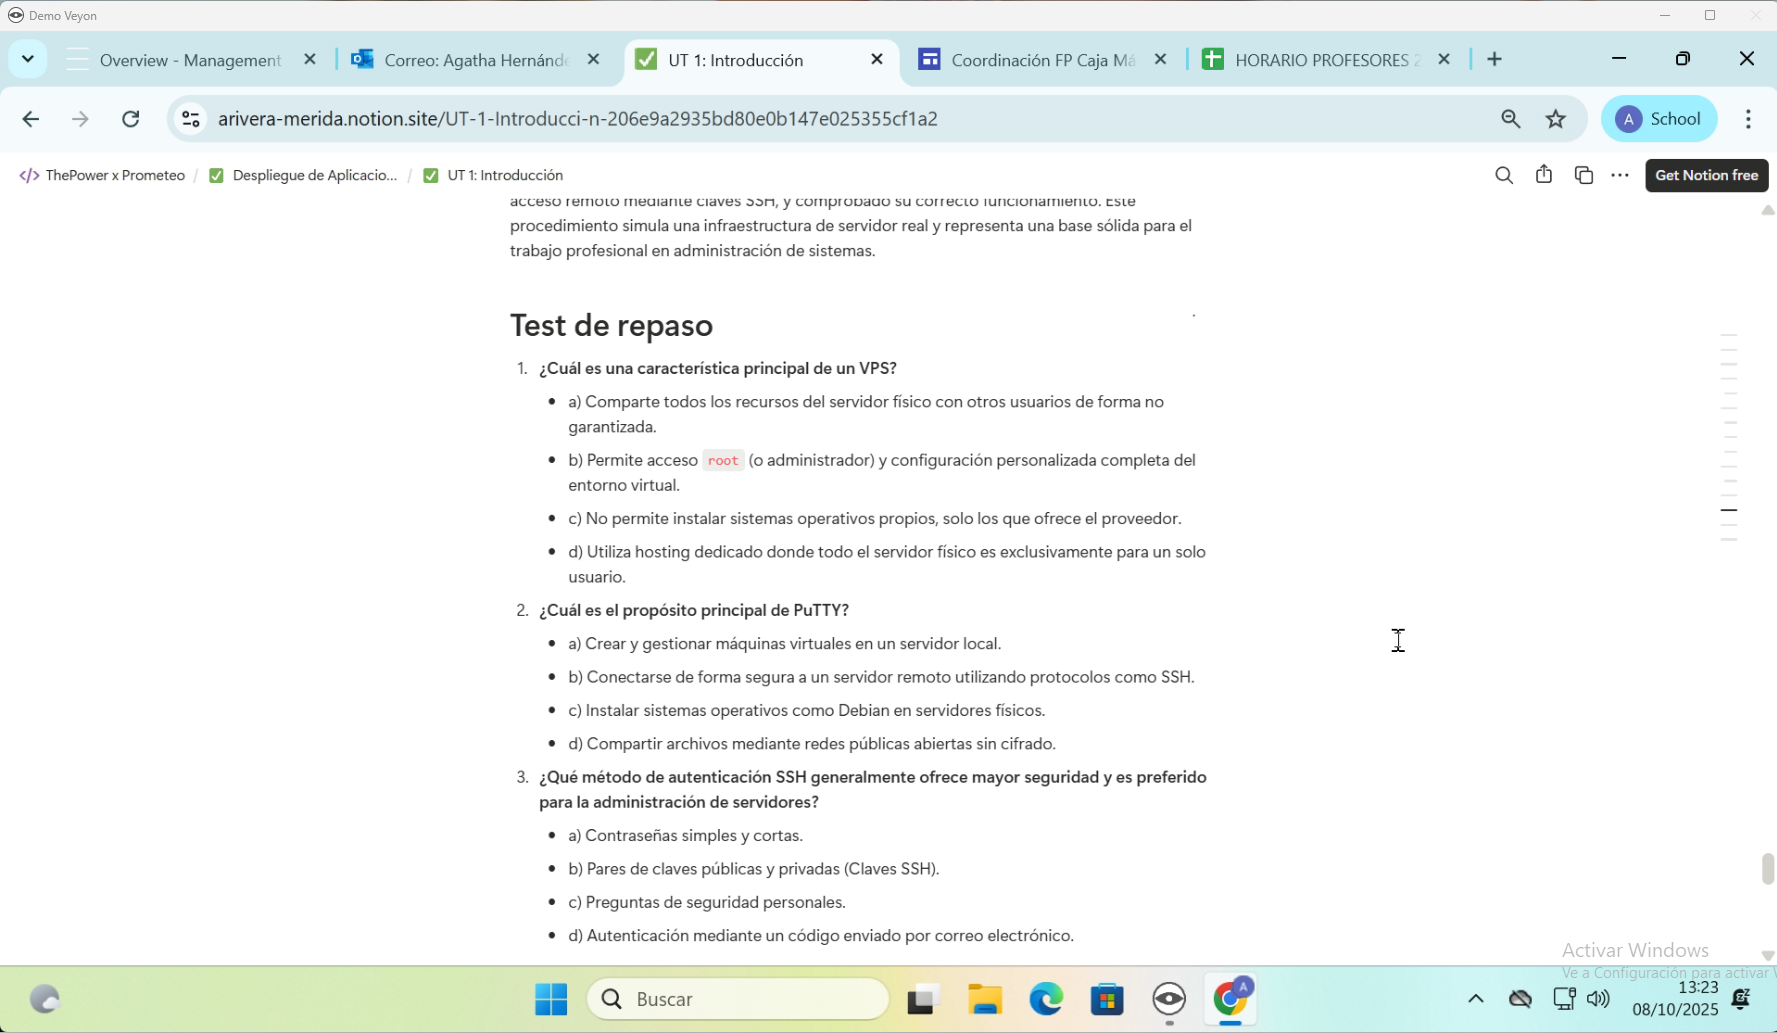 Demo Veyon
Overview - Management
Correo: Agatha Hernánde
UT 1: Introducción
Coordinación FP Caja Má
HORARIO PROFESORES 2
arivera-merida.notion.site/UT-1-Introducci-n-206e9a2935bd80e0b147e025355cf1a2
A School
ThePower x Prometeo / Despliegue de Aplicacio... / UT 1: Introducción
Get Notion free
acceso remoto mediante claves SSH, y comprobado su correcto funcionamiento. Este
procedimiento simula una infraestructura de servidor real y representa una base sólida para el
trabajo profesional en administración de sistemas.
Test de repaso
1. ¿Cuál es una característica principal de un VPS?
• a) Comparte todos los recursos del servidor físico con otros usuarios de forma no
garantizada.
• b) Permite acceso root (o administrador) y configuración personalizada completa del
entorno virtual.
• c) No permite instalar sistemas operativos propios, solo los que ofrece el proveedor.
• d) Utiliza hosting dedicado donde todo el servidor físico es exclusivamente para un solo
usuario.
2. ¿Cuál es el propósito principal de PuTTY?
• a) Crear y gestionar máquinas virtuales en un servidor local.
• b) Conectarse de forma segura a un servidor remoto utilizando protocolos como SSH.
• c) Instalar sistemas operativos como Debian en servidores físicos.
• d) Compartir archivos mediante redes públicas abiertas sin cifrado.
3. ¿Qué método de autenticación SSH generalmente ofrece mayor seguridad y es preferido
para la administración de servidores?
• a) Contraseñas simples y cortas.
• b) Pares de claves públicas y privadas (Claves SSH).
• c) Preguntas de seguridad personales.
• d) Autenticación mediante un código enviado por correo electrónico.
Activar Windows
Ve a Configuración para activar
Buscar
A
13:23
08/10/2025